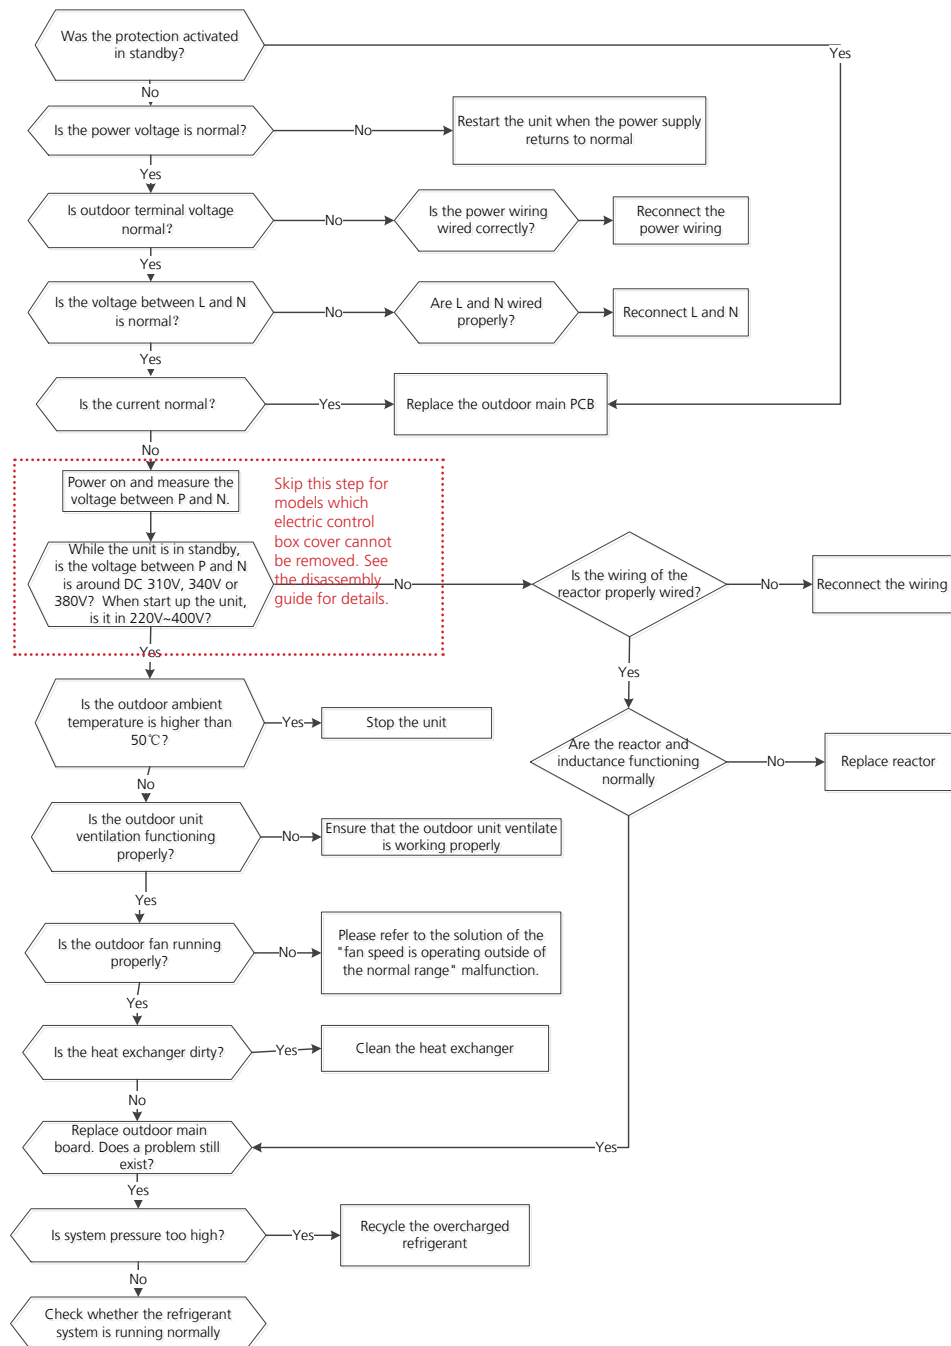 Was the protection activated
in standby?
Yes
No
Is the power voltage is normal?
No
Restart the unit when the power supply
returns to normal
Yes
Is outdoor terminal voltage
normal?
No
Is the power wiring
wired correctly?
Reconnect the
power wiring
Yes
Is the voltage between L and N
is normal?
No
Are L and N wired
properly?
Reconnect L and N
Yes
Is the current normal?
Yes
Replace the outdoor main PCB
No
Power on and measure the
voltage between P and N.
Skip this step for
models which
electric control
box cover cannot
be removed. See
the disassembly
guide for details.
While the unit is in standby,
is the voltage between P and N
is around DC 310V, 340V or
380V? When start up the unit,
is it in 220V~400V?
No
Is the wiring of the
reactor properly wired?
No
Reconnect the wiring
Yes
Yes
Is the outdoor ambient
temperature is higher than
50℃?
Yes
Stop the unit
Are the reactor and
inductance functioning
normally
No
Replace reactor
No
Is the outdoor unit
ventilation functioning
properly?
No
Ensure that the outdoor unit ventilate
is working properly
Yes
Is the outdoor fan running
properly?
No
Please refer to the solution of the
"fan speed is operating outside of
the normal range" malfunction.
Yes
Is the heat exchanger dirty?
Yes
Clean the heat exchanger
No
Replace outdoor main
board. Does a problem still
exist?
Yes
Yes
Is system pressure too high?
Yes
Recycle the overcharged
refrigerant
No
Check whether the refrigerant
system is running normally